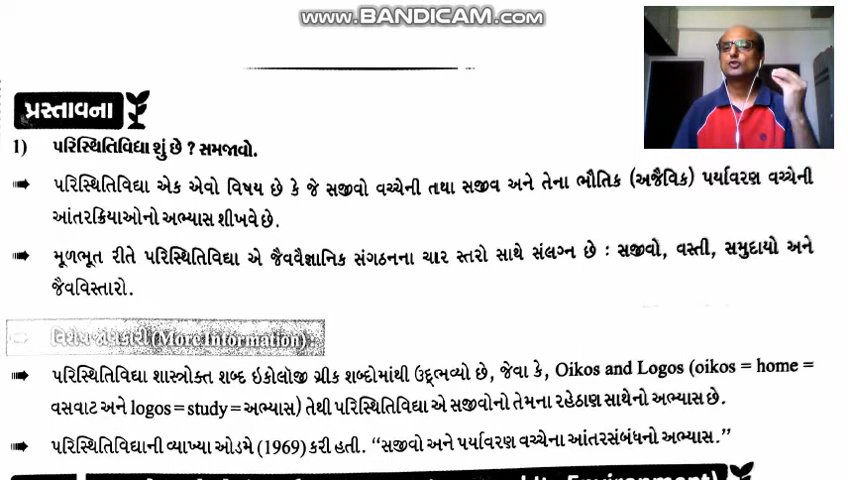 www.BANDICAM.com
પ્રસ્તાવના
1) પરિસ્થિતિવિદ્યા શું છે ? સમજાવો.
➠ પરિસ્થિતિવિદ્યા એક એવો વિષય છે કે જે સજીવો વચ્ચેની તથા સજીવ અને તેના ભૌતિક (અજૈવિક) પર્યાવરણ વચ્ચેની
આંતરક્રિયાઓનો અભ્યાસ શીખવે છે.
➠ મૂળભૂત રીતે પરિસ્થિતિવિદ્યા એ જૈવવૈજ્ઞાનિક સંગઠનના ચાર સ્તરો સાથે સંલગ્ન છે : સજીવો, વસ્તી, સમુદાયો અને
જૈવવિસ્તારો.
વિશેષ જાણકારી (More Information)
➠ પરિસ્થિતિવિદ્યા શાસ્ત્રોક્ત શબ્દ ઇકોલોજી ગ્રીક શબ્દોમાંથી ઉદ્ભવ્યો છે, જેવા કે, Oikos and Logos (oikos = home =
વસવાટ અને logos = study = અભ્યાસ) તેથી પરિસ્થિતિવિદ્યા એ સજીવોનો તેમના રહેઠાણ સાથેનો અભ્યાસ છે.
➠ પરિસ્થિતિવિદ્યાની વ્યાખ્યા ઓડમે (1969) કરી હતી. “સજીવો અને પર્યાવરણ વચ્ચેના આંતરસંબંધનો અભ્યાસ.”
Environment)